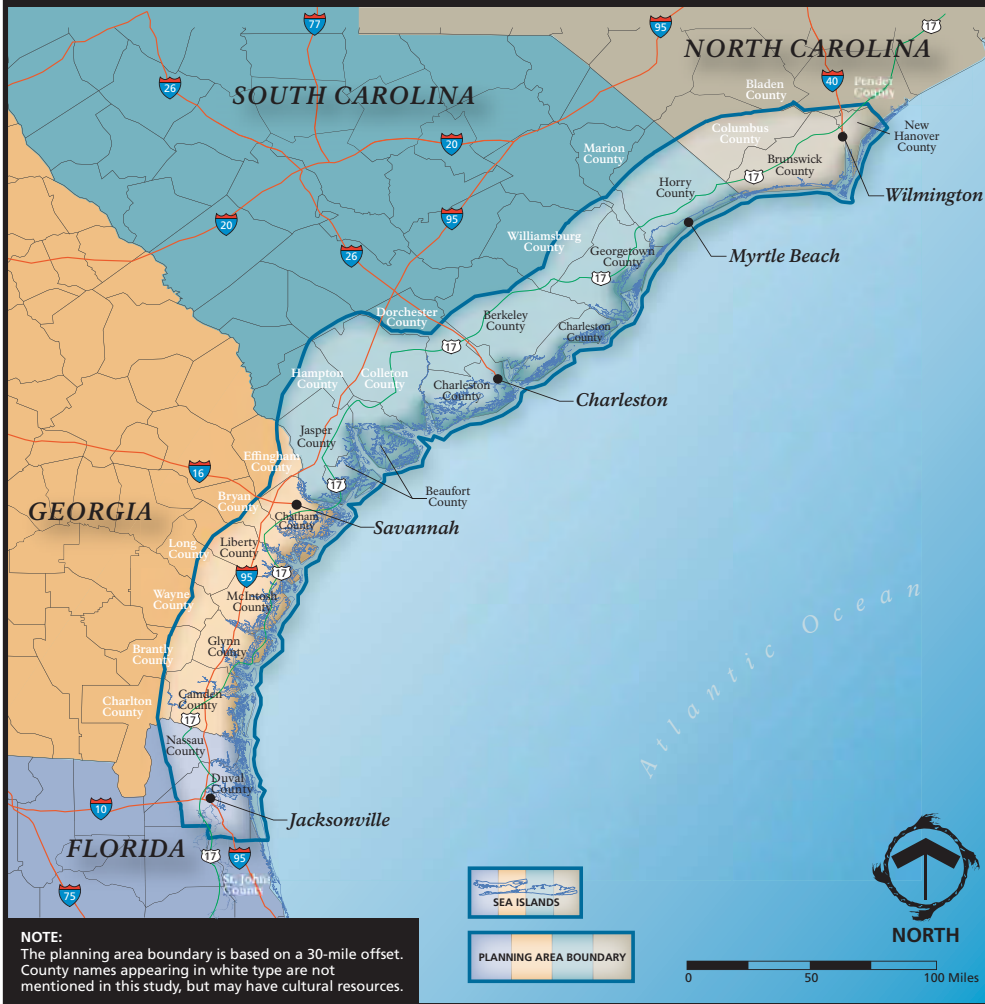 77
95
17
NORTH CAROLINA
SOUTH CAROLINA
26
40
Bladen
County
Pender
County
20
Columbus
County
New
Hanover
County
Marion
County
Brunswick
County
17
Horry
County
Wilmington
20
95
26
Williamsburg
County
Georgetown
County
Myrtle Beach
17
Dorchester
County
Berkeley
County
Charleston
County
17
Hampton
County
Colleton
County
Charleston
County
Charleston
Jasper
County
Effingham
County
16
17
Beaufort
County
Bryan
County
GEORGIA
Chatham
County
Savannah
Long
County
Liberty
County
95
17
Wayne
County
McIntosh
County
Atlantic Ocean
Brantly
County
Glynn
County
Charlton
County
Camden
County
17
Nassau
County
Duval
County
10
Jacksonville
FLORIDA
17
95
75
St. Johns
County
SEA ISLANDS
PLANNING AREA BOUNDARY
NORTH
0 50 100 Miles
NOTE:
The planning area boundary is based on a 30-mile offset.
County names appearing in white type are not
mentioned in this study, but may have cultural resources.